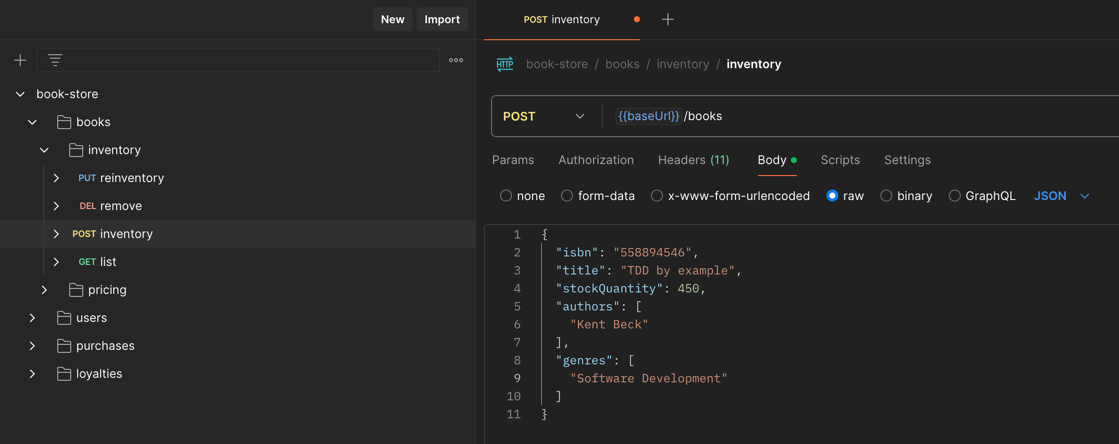 New Import
book-store
books
inventory
PUT reinventory
DEL remove
POST inventory
GET list
pricing
users
purchases
loyalties
POST inventory
HTTP book-store / books / inventory / inventory
POST {{baseUrl}} /books
Params Authorization Headers (11) Body Scripts Settings
none form-data x-www-form-urlencoded raw binary GraphQL JSON
1 {
2 "isbn": "558894546",
3 "title": "TDD by example",
4 "stockQuantity": 450,
5 "authors": [
6 "Kent Beck"
7 ],
8 "genres": [
9 "Software Development"
10 ]
11 }